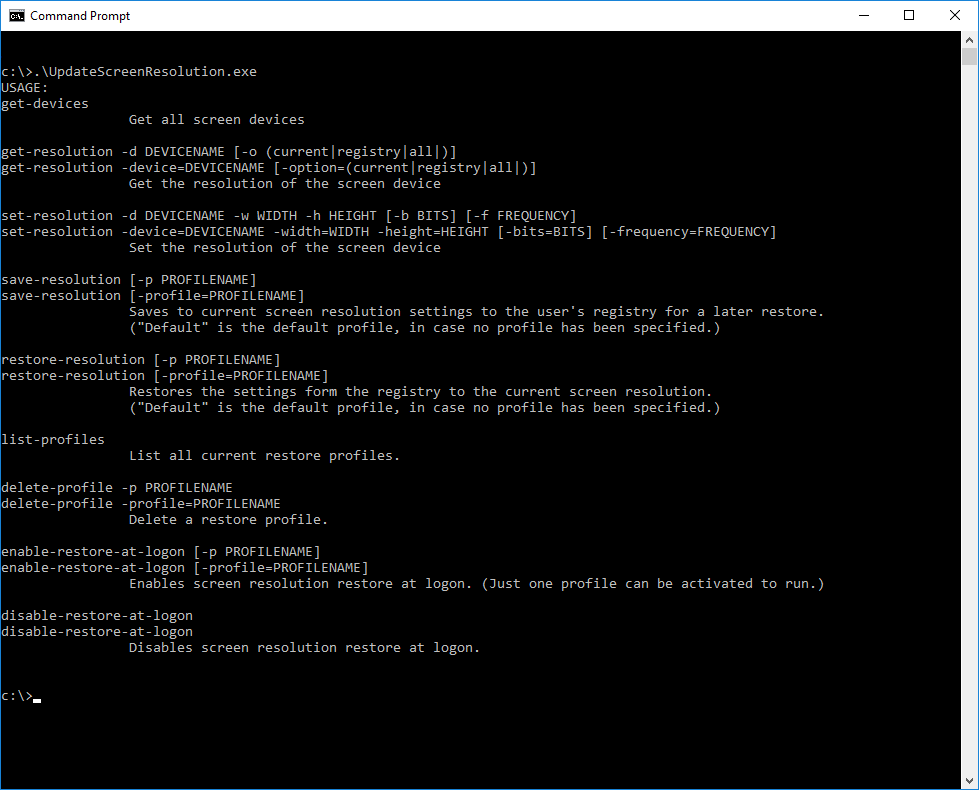 Command Prompt
c:\>.\UpdateScreenResolution.exe
USAGE:
get-devices
Get all screen devices
get-resolution -d DEVICENAME [-o (current|registry|all|)]
get-resolution -device=DEVICENAME [-option=(current|registry|all|)]
Get the resolution of the screen device
set-resolution -d DEVICENAME -w WIDTH -h HEIGHT [-b BITS] [-f FREQUENCY]
set-resolution -device=DEVICENAME -width=WIDTH -height=HEIGHT [-bits=BITS] [-frequency=FREQUENCY]
Set the resolution of the screen device
save-resolution [-p PROFILENAME]
save-resolution [-profile=PROFILENAME]
Saves to current screen resolution settings to the user's registry for a later restore.
("Default" is the default profile, in case no profile has been specified.)
restore-resolution [-p PROFILENAME]
restore-resolution [-profile=PROFILENAME]
Restores the settings form the registry to the current screen resolution.
("Default" is the default profile, in case no profile has been specified.)
list-profiles
List all current restore profiles.
delete-profile -p PROFILENAME
delete-profile -profile=PROFILENAME
Delete a restore profile.
enable-restore-at-logon [-p PROFILENAME]
enable-restore-at-logon [-profile=PROFILENAME]
Enables screen resolution restore at logon. (Just one profile can be activated to run.)
disable-restore-at-logon
disable-restore-at-logon
Disables screen resolution restore at logon.
c:\>